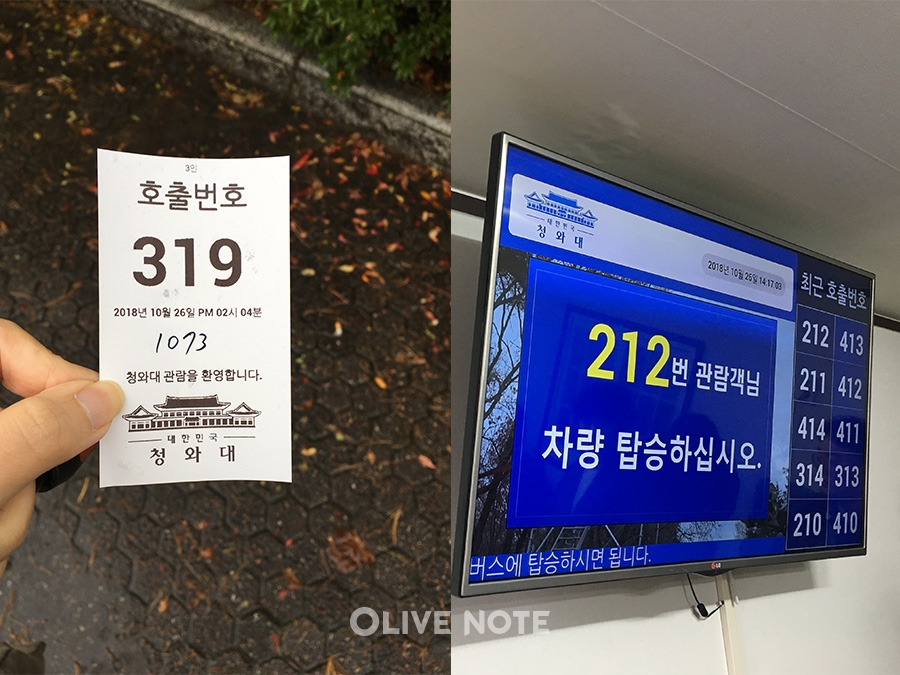 3인
호출번호
319
2018년 10월 26일 PM 02시 04분
1073
청와대 관람을 환영합니다.
대한민국
청와대
대한민국
청와대
2018년 10월 26일 14:17:03
212번 관람객님
차량 탑승하십시오.
최근 호출번호
212 413
211 412
414 411
314 313
210 410
버스에 탑승하시면 됩니다.
LG
OLIVE NOTE